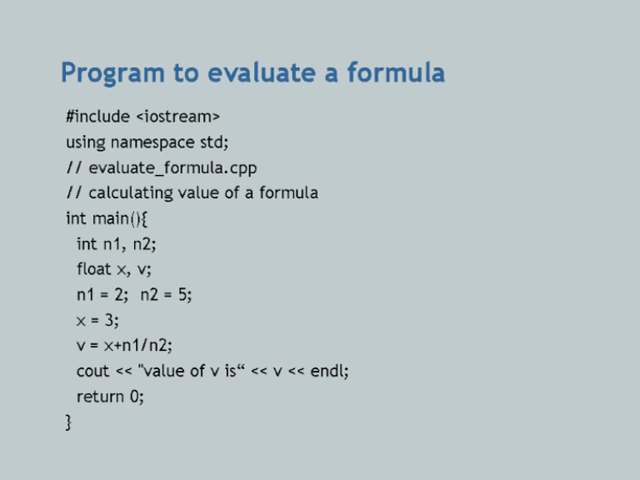 Program to evaluate a formula
#include <iostream>
using namespace std;
// evaluate_formula.cpp
// calculating value of a formula
int main(){
int n1, n2;
float x, v;
n1 = 2; n2 = 5;
x = 3;
v = x+n1/n2;
cout << "value of v is“ << v << endl;
return 0;
}